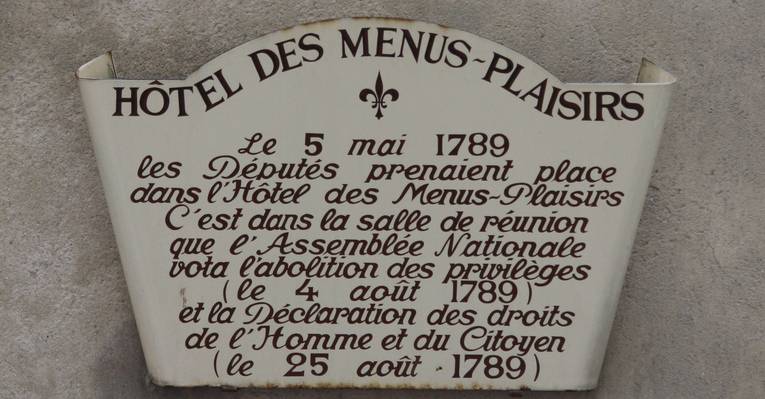 HÔTEL DES MENUS-PLAISIRS
Le 5 mai 1789
les Députés prenaient place
dans l'Hôtel des Menus-Plaisirs
C'est dans la salle de réunion
que l'Assemblée Nationale
vota l'abolition des privilèges
(le 4 août 1789)
et la Déclaration des droits
de l'Homme et du Citoyen
(le 25 août 1789)